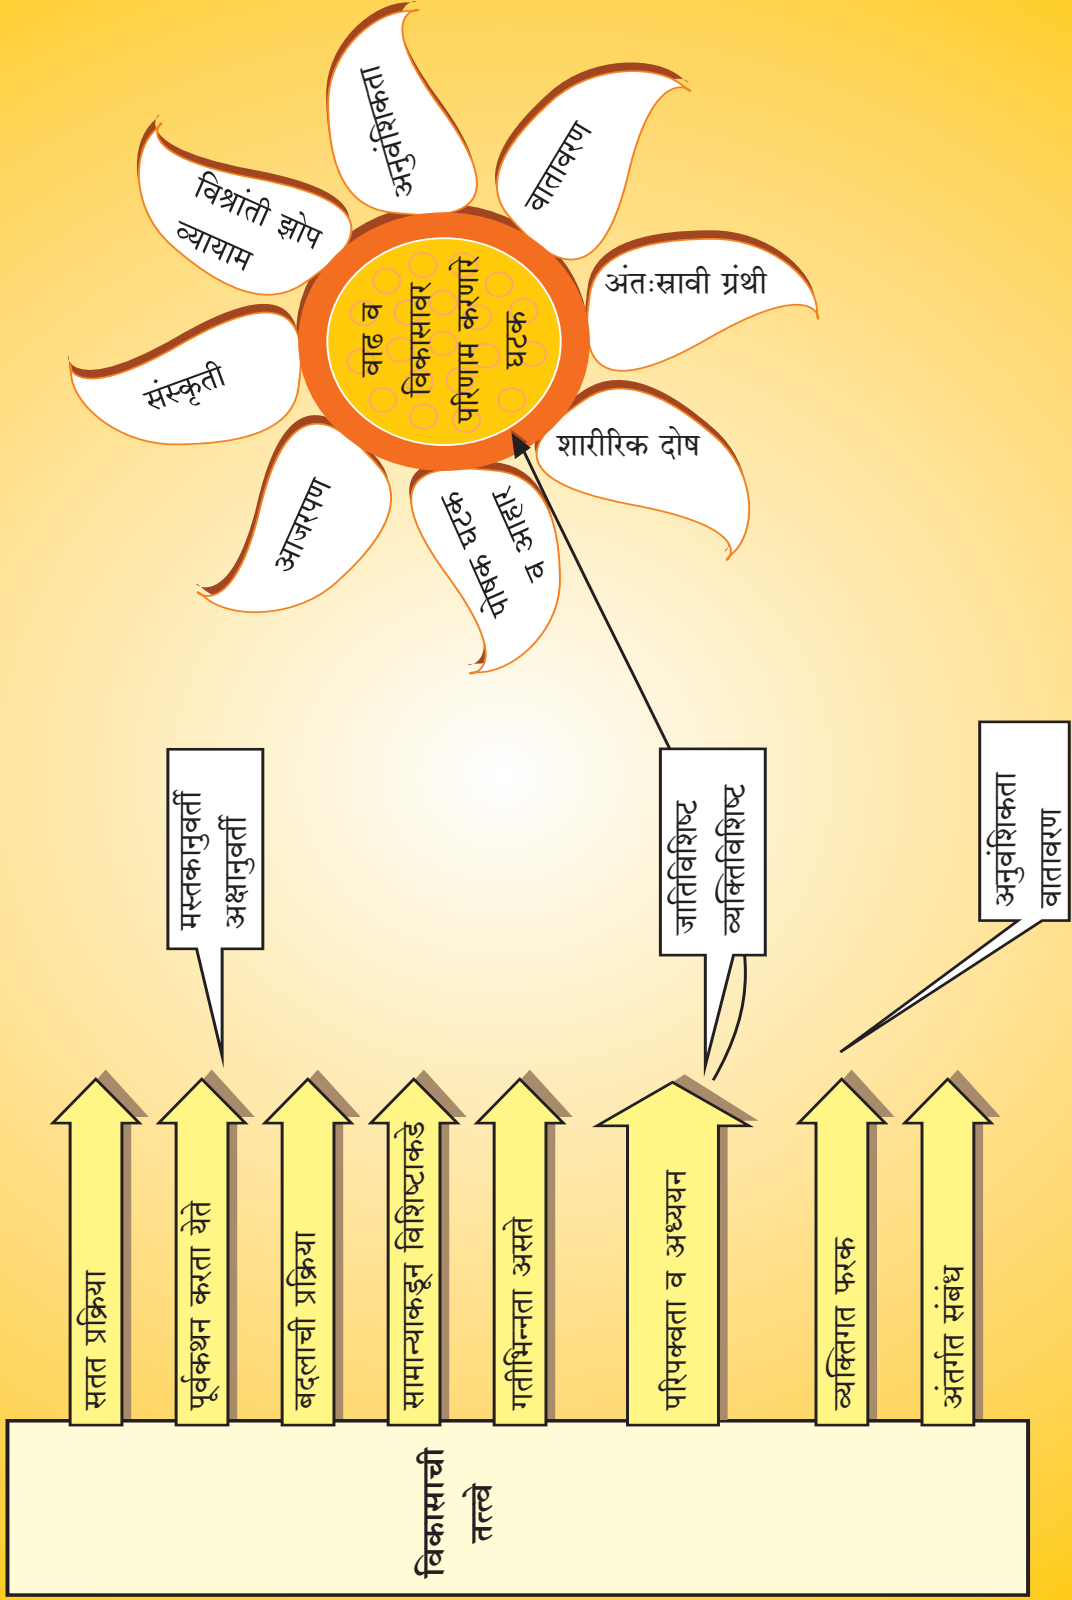 विकासाची
तत्त्वे
सतत प्रक्रिया
पूर्वकथन करता येते
बदलाची प्रक्रिया
सामान्याकडून विशिष्टाकडे
गतीभिन्नता असते
परिपक्वता व अध्ययन
व्यक्तिगत फरक
अंतर्गत संबंध
मस्तकानुवर्ती
अक्षानुवर्ती
जातिविशिष्ट
व्यक्तिविशिष्ट
अनुवंशिकता
वातावरण
वाढ व
विकासावर
परिणाम करणारे
घटक
अनुवंशिकता
वातावरण
अंतःस्रावी ग्रंथी
शारीरिक दोष
पोषक घटक
व आहार
आजारपण
संस्कृती
विश्रांती झोप
व्यायाम